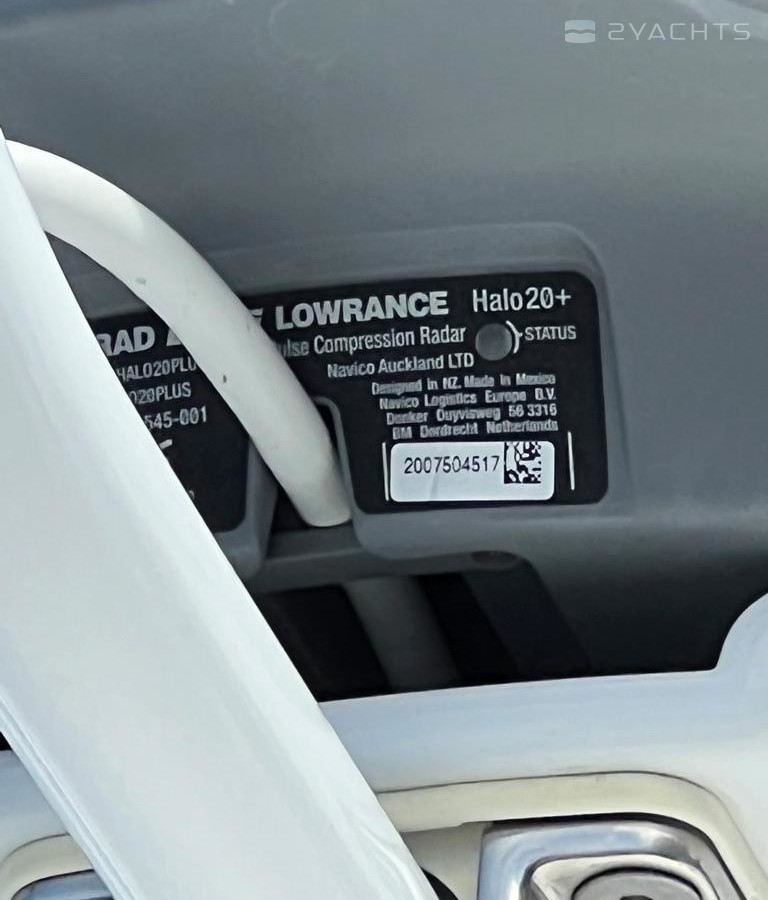 2YACHTS
LOWRANCE Halo20+
Compression Radar STATUS
Navico Auckland LTD
Designed in NZ. Made in Mexico
Navico Logistics Europe B.V.
Donker Duyvisweg 56 3316
BM Dordrecht Netherlands
2007504517
RAD
HALO20PLU
020PLUS
545-001